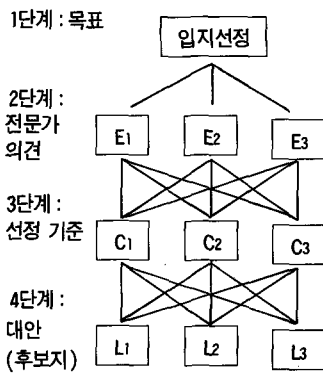 1단계 : 목표
입지선정
2단계 :
전문가
의견
E1 E2 E3
3단계 :
선정 기준
C1 C2 C3
4단계 :
대안
(후보지)
L1 L2 L3